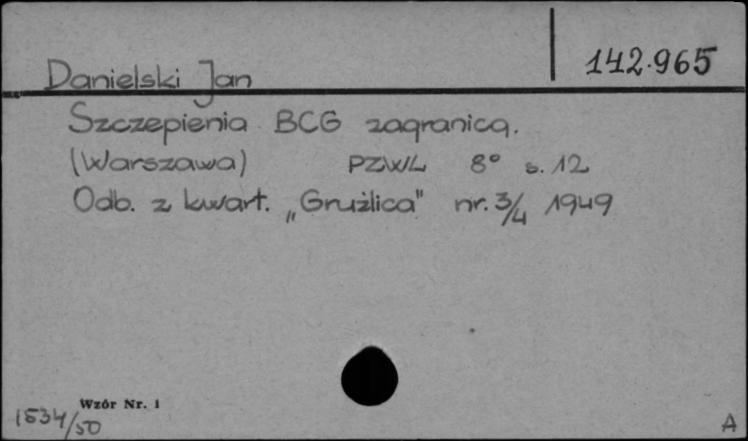 142.965
Danielski Jan
Szczepienia BCG zagranicą.
(Warszawa) PZWL 8° s. 12
Odb. z kwart. „Gruźlica" nr. 3/4 1949
Wzór Nr. 1
1534/50
A